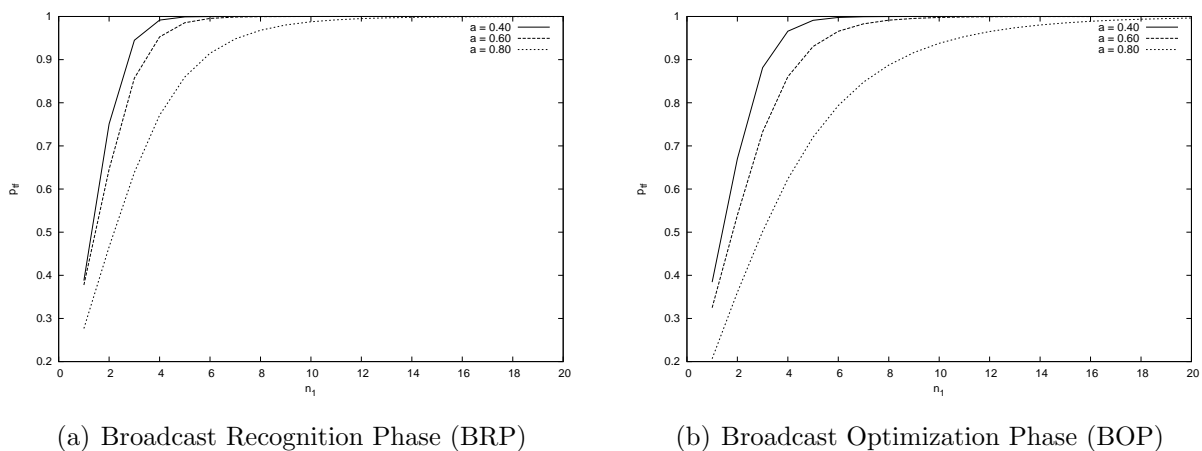 1
0.9
0.8
0.7
0.6
0.5
0.4
0.3
0.2
p_tf
0 2 4 6 8 10 12 14 16 18 20
n_1
a = 0.40
a = 0.60
a = 0.80
(a) Broadcast Recognition Phase (BRP)
1
0.9
0.8
0.7
0.6
0.5
0.4
0.3
0.2
p_tf
0 2 4 6 8 10 12 14 16 18 20
n_1
a = 0.40
a = 0.60
a = 0.80
(b) Broadcast Optimization Phase (BOP)